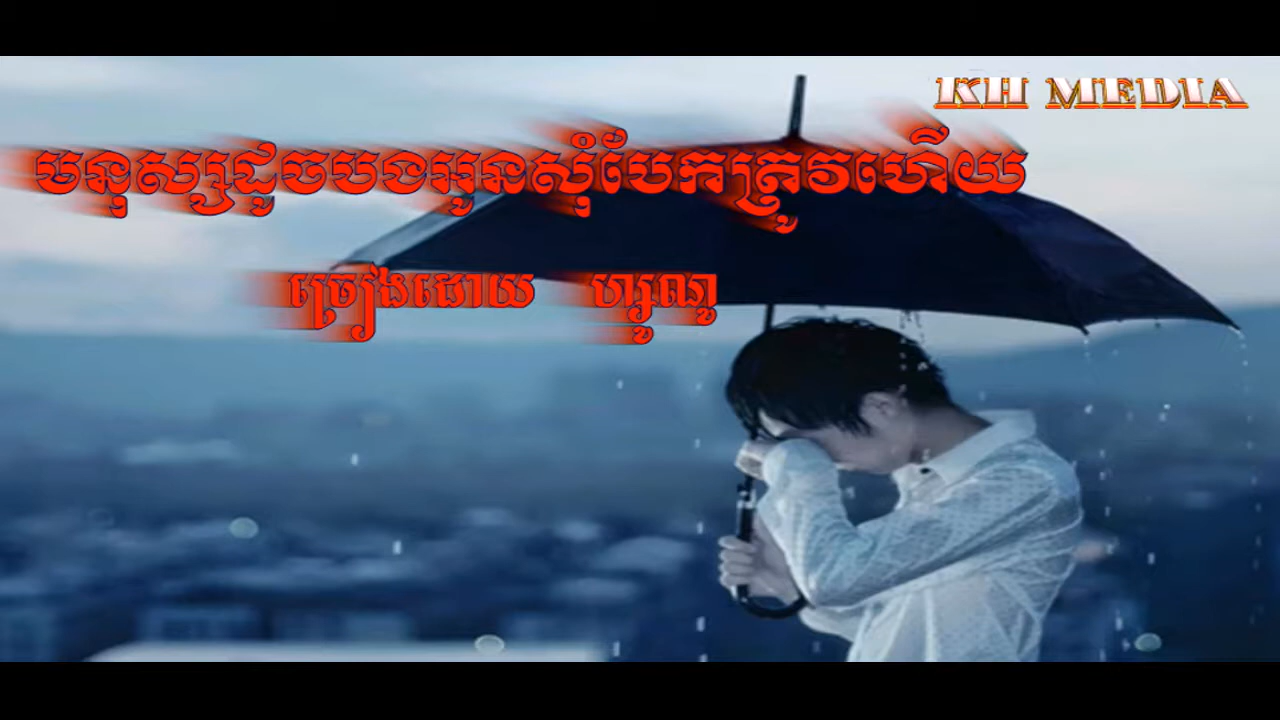 KH MEDIA
មនុស្សដូចបងអូនសុំបែកត្រូវហើយ
ច្រៀងដោយ ហ្សូណូ